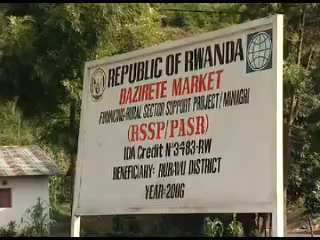 REPUBLIC OF RWANDA
BAZIRETE MARKET
FINANCING: RURAL SECTOR SUPPORT PROJECT/MINAGRI
(RSSP/PASR)
IDA Credit N°3483-RW
BENEFICIARY: RUBAVU DISTRICT
YEAR=2006